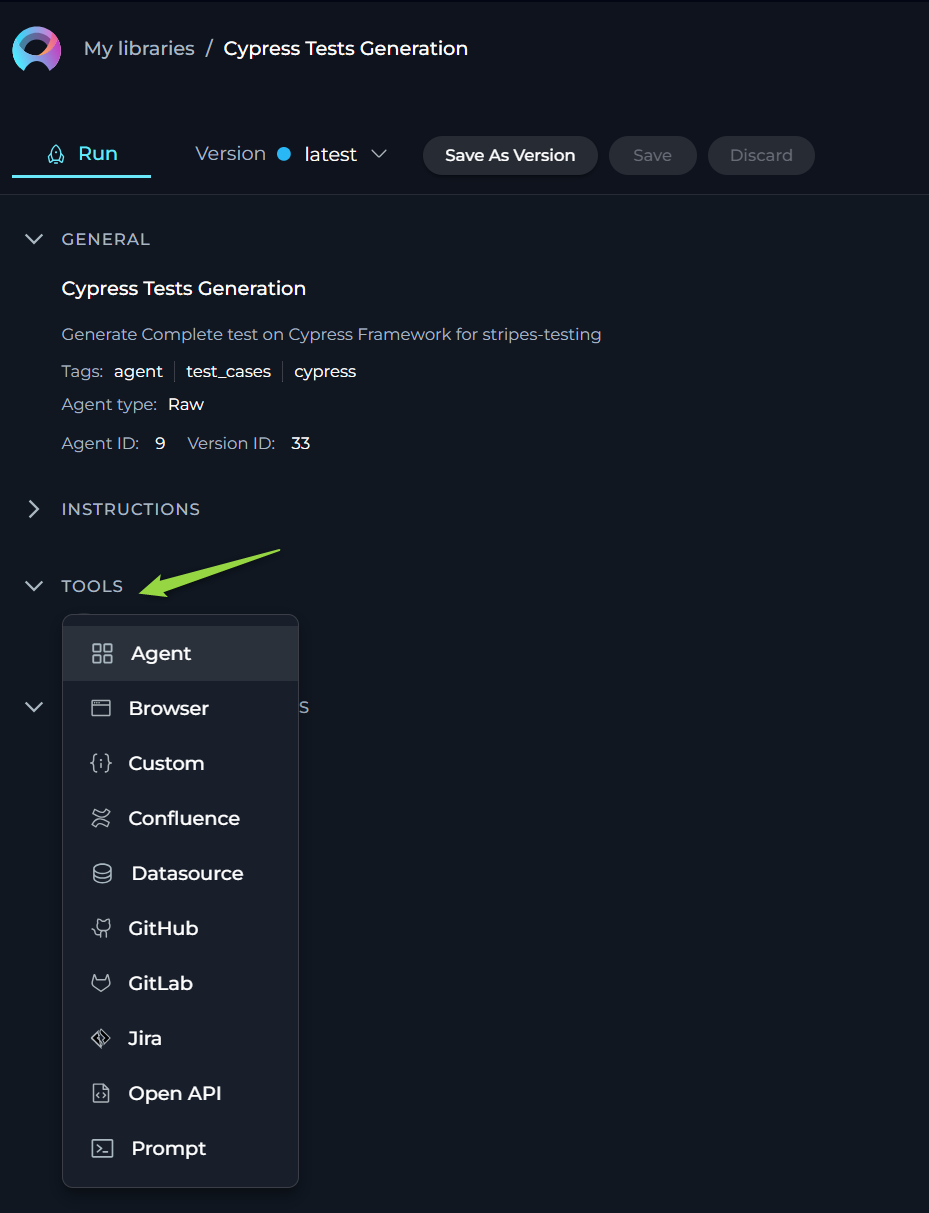 My libraries / Cypress Tests Generation
Run Version latest Save As Version Save Discard
GENERAL
Cypress Tests Generation
Generate Complete test on Cypress Framework for stripes-testing
Tags: agent test_cases cypress
Agent type: Raw
Agent ID: 9 Version ID: 33
INSTRUCTIONS
TOOLS
Agent
Browser
Custom
Confluence
Datasource
GitHub
GitLab
Jira
Open API
Prompt